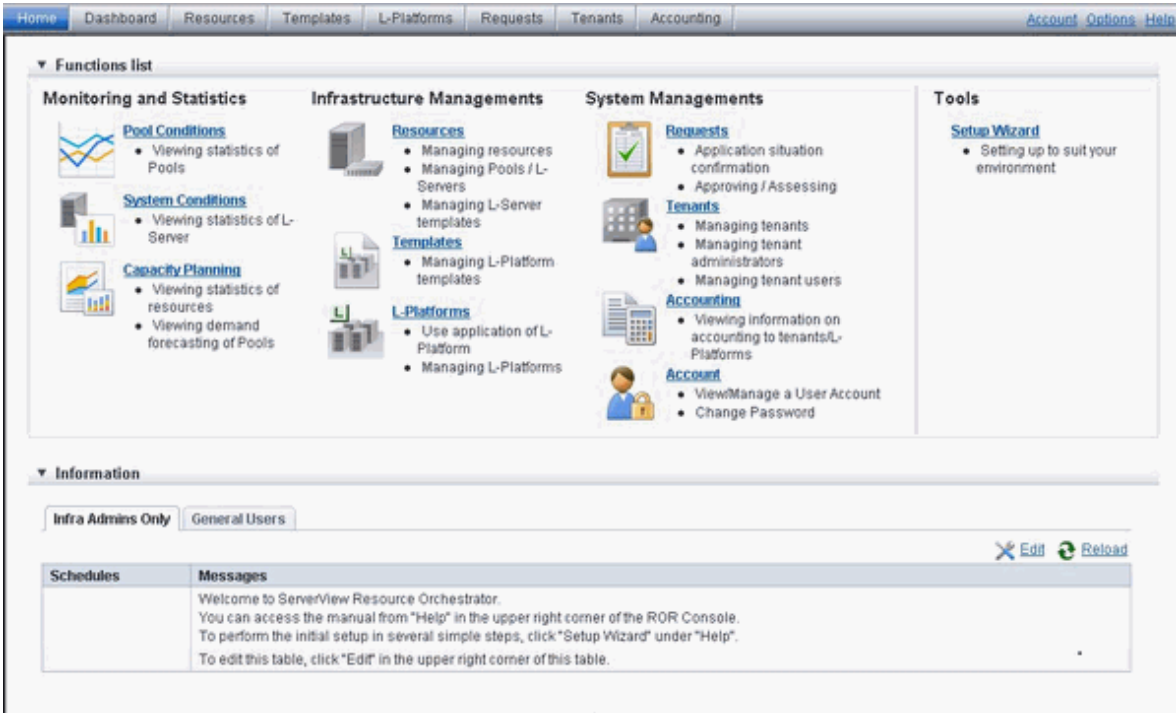 Home Dashboard Resources Templates L-Platforms Requests Tenants Accounting Account Options Help
Functions list
Monitoring and Statistics
Pool Conditions
Viewing statistics of
Pools
System Conditions
Viewing statistics of L-
Server
Capacity Planning
Viewing statistics of
resources
Viewing demand
forecasting of Pools
Infrastructure Managements
Resources
Managing resources
Managing Pools / L-
Servers
Managing L-Server
templates
Templates
Managing L-Platform
templates
L-Platforms
Use application of L-
Platform
Managing L-Platforms
System Managements
Requests
Application situation
confirmation
Approving / Assessing
Tenants
Managing tenants
Managing tenant
administrators
Managing tenant users
Accounting
Viewing information on
accounting to tenants/L-
Platforms
Account
View/Manage a User Account
Change Password
Tools
Setup Wizard
Setting up to suit your
environment
Information
Infra Admins Only General Users
Edit Reload
Schedules Messages
Welcome to ServerView Resource Orchestrator.
You can access the manual from "Help" in the upper right corner of the ROR Console.
To perform the initial setup in several simple steps, click "Setup Wizard" under "Help".
To edit this table, click "Edit" in the upper right corner of this table.